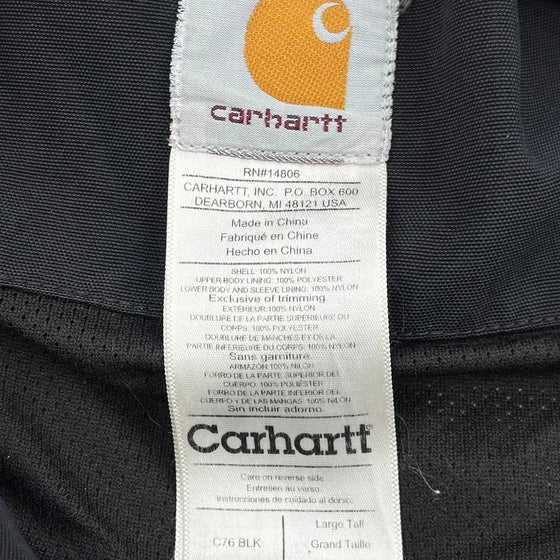 carhartt
RN#14806
CARHARTT, INC. P.O. BOX 600
DEARBORN, MI 48121 USA
Made in China
Fabriqué en Chine
Hecho en China
SHELL: 100% NYLON
UPPER BODY LINING: 100% POLYESTER
LOWER BODY AND SLEEVE LINING: 100% NYLON
Exclusive of trimming.
EXTÉRIEUR: 100% NYLON
DOUBLURE DE LA PARTIE SUPÉRIEURE DU
CORPS: 100% POLYESTER
DOUBLURE DES MANCHES ET DE LA
PARTIE INFÉRIEURE DU CORPS: 100% NYLON
Sans garniture.
ARMAZÓN: 100% NILÓN
FORRO DE LA PARTE SUPERIOR DEL
CUERPO: 100% POLIÉSTER
FORRO DE LA PARTE INFERIOR DEL
CUERPO Y DE LAS MANGAS: 100% NILÓN
Sin incluir adorno.
Carhartt
Care on reverse side.
Entretien au verso.
Instrucciones de cuidado al dorso.
C76 BLK
Large Tall
Grand Taille